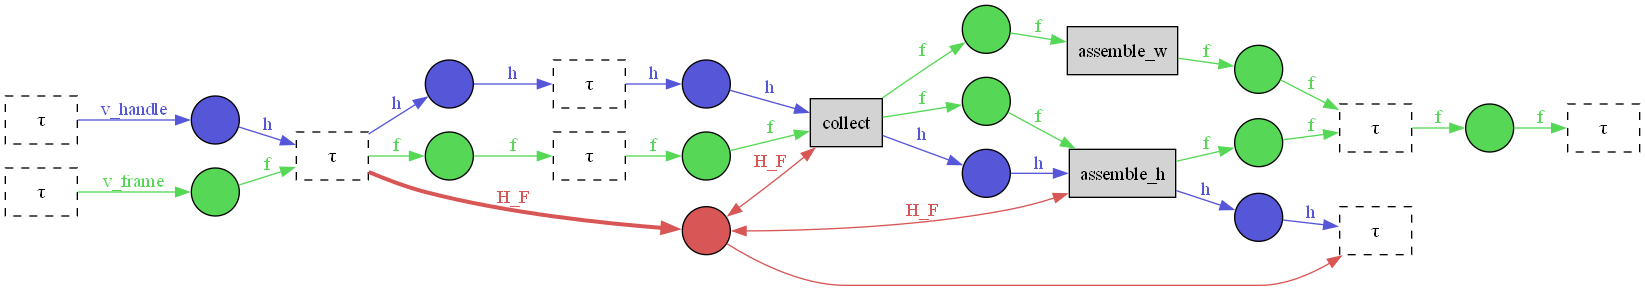 τ
v_handle
h
τ
v_frame
f
τ
h
h
τ
h
h
f
f
τ
f
f
H_F
H_F
collect
f
f
assemble_w
f
f
f
f
h
h
assemble_h
H_F
f
f
τ
f
f
τ
h
h
τ